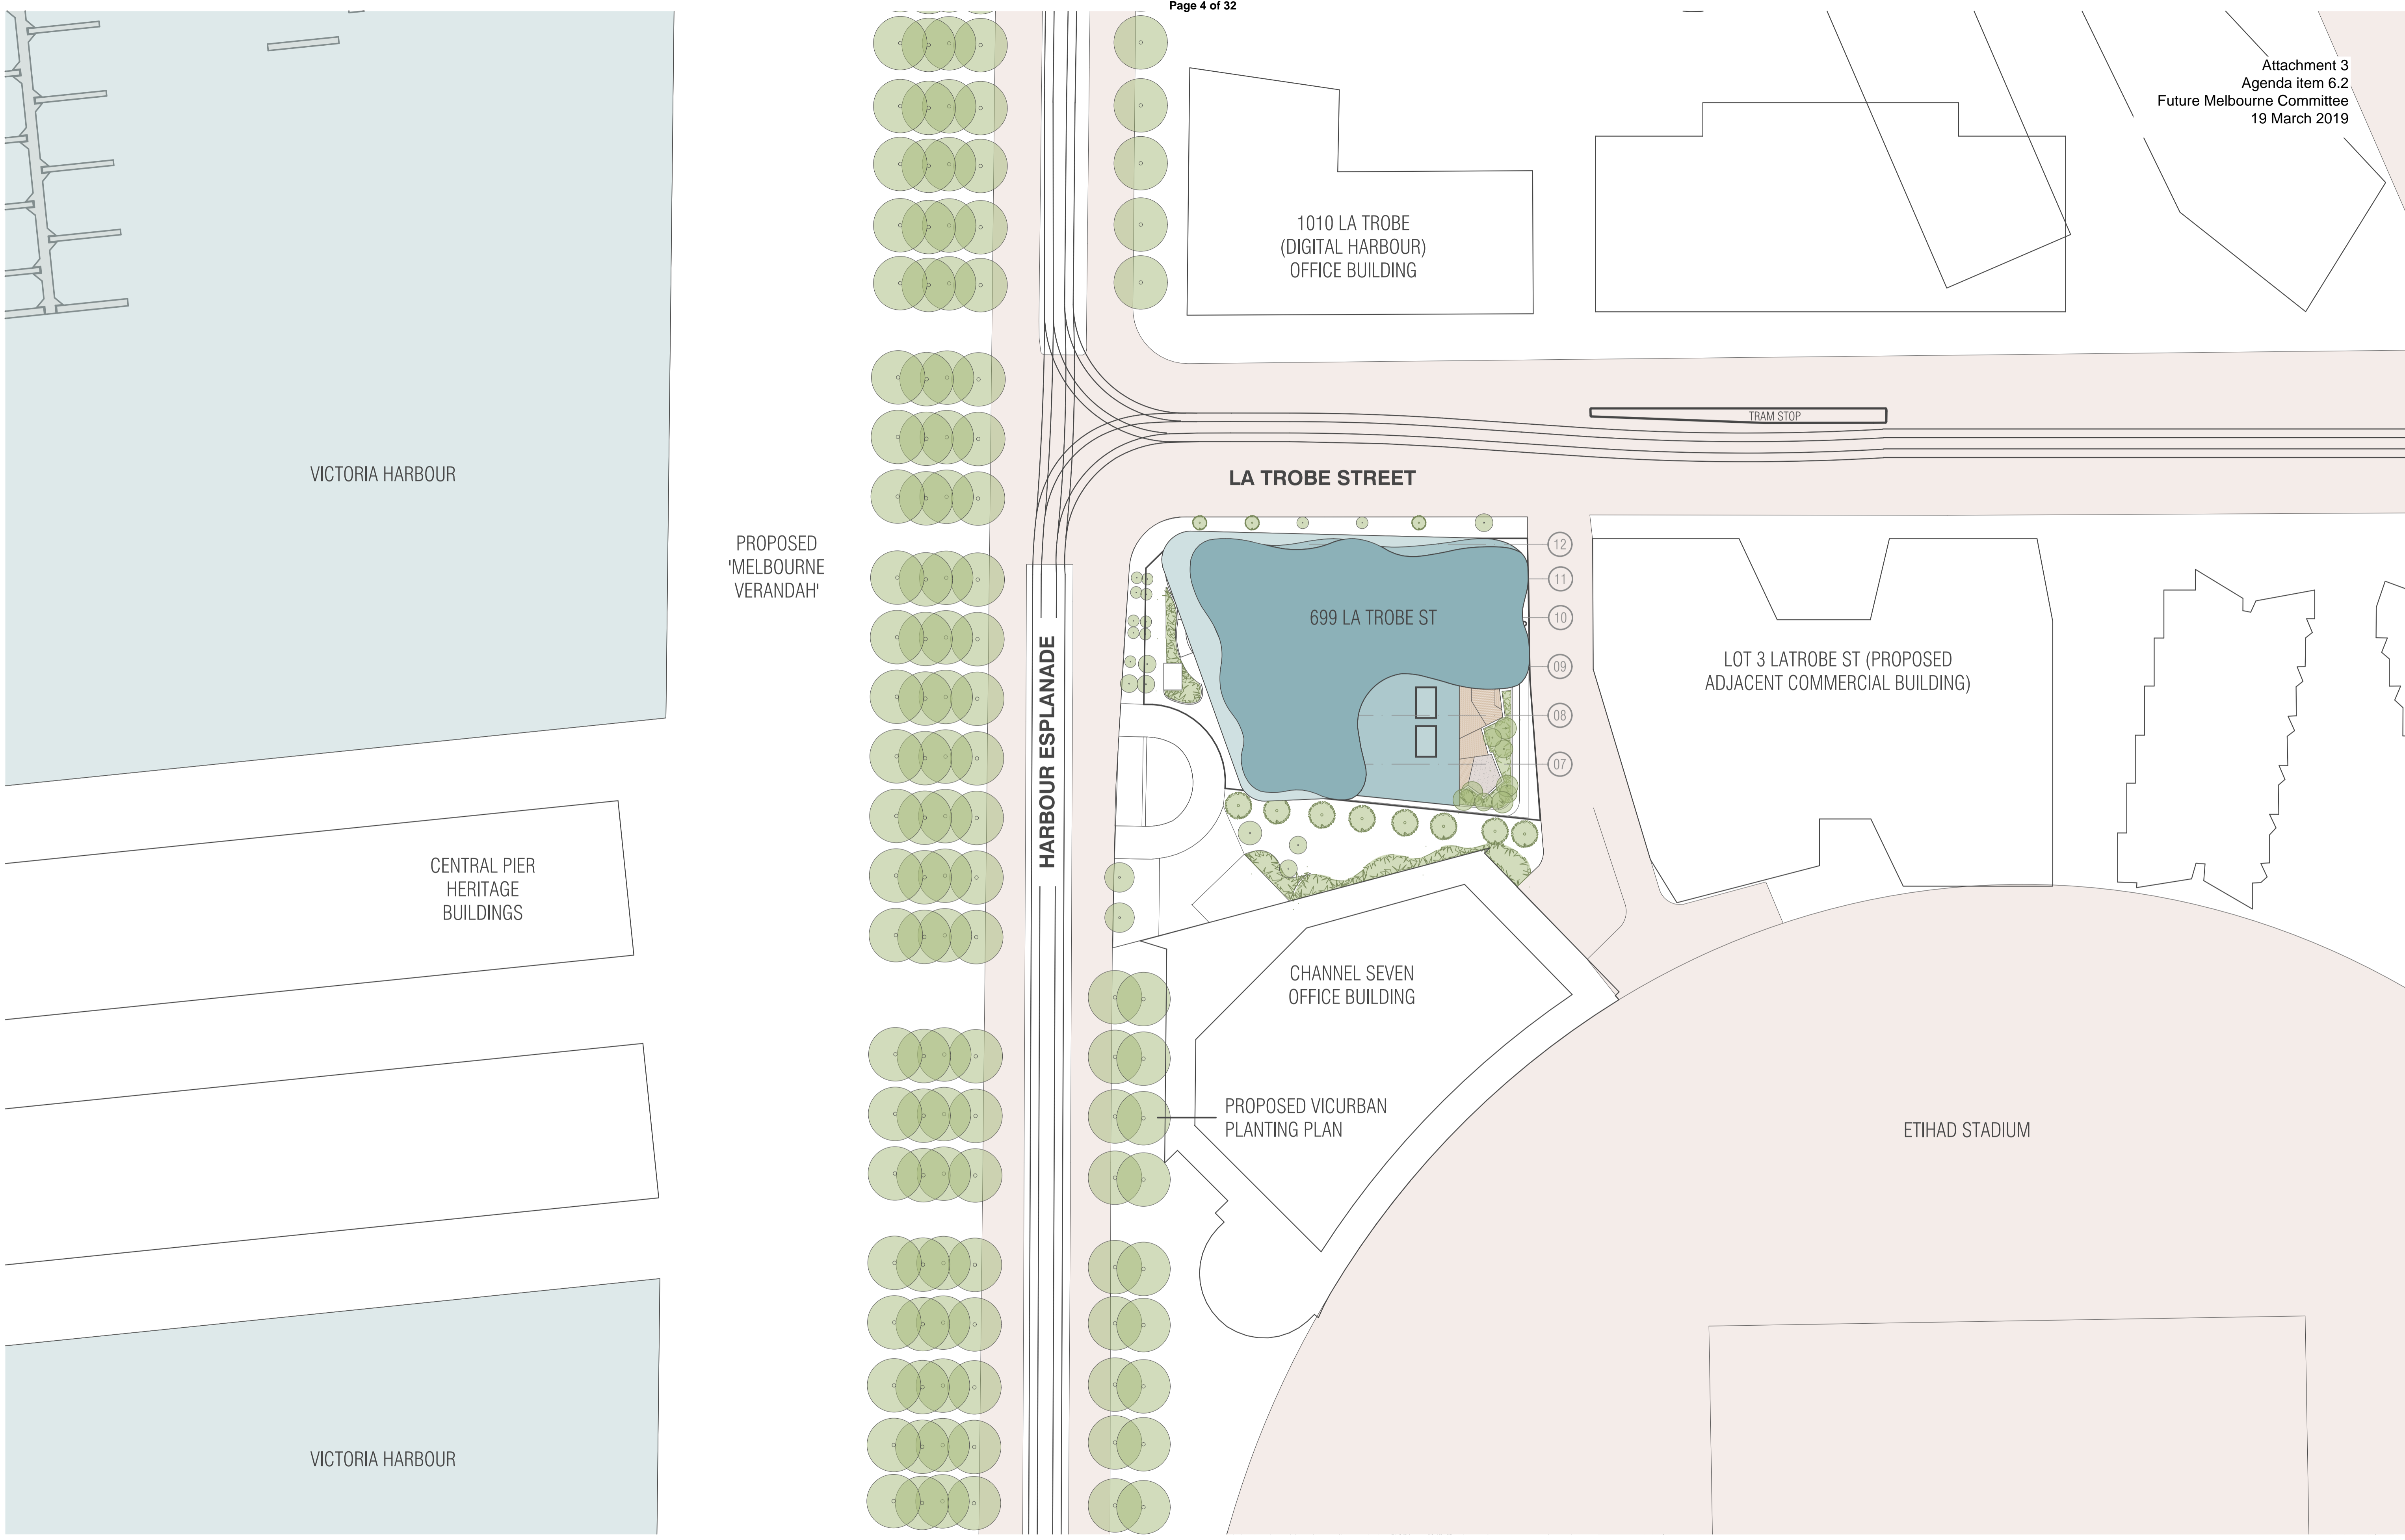 Page 4 of 32
Attachment 3
Agenda item 6.2
Future Melbourne Committee
19 March 2019
1010 LA TROBE
(DIGITAL HARBOUR)
OFFICE BUILDING
TRAM STOP
VICTORIA HARBOUR
LA TROBE STREET
PROPOSED
'MELBOURNE
VERANDAH'
12
11
10
09
08
07
699 LA TROBE ST
LOT 3 LATROBE ST (PROPOSED
ADJACENT COMMERCIAL BUILDING)
HARBOUR ESPLANADE
CENTRAL PIER
HERITAGE
BUILDINGS
CHANNEL SEVEN
OFFICE BUILDING
PROPOSED VICURBAN
PLANTING PLAN
ETIHAD STADIUM
VICTORIA HARBOUR